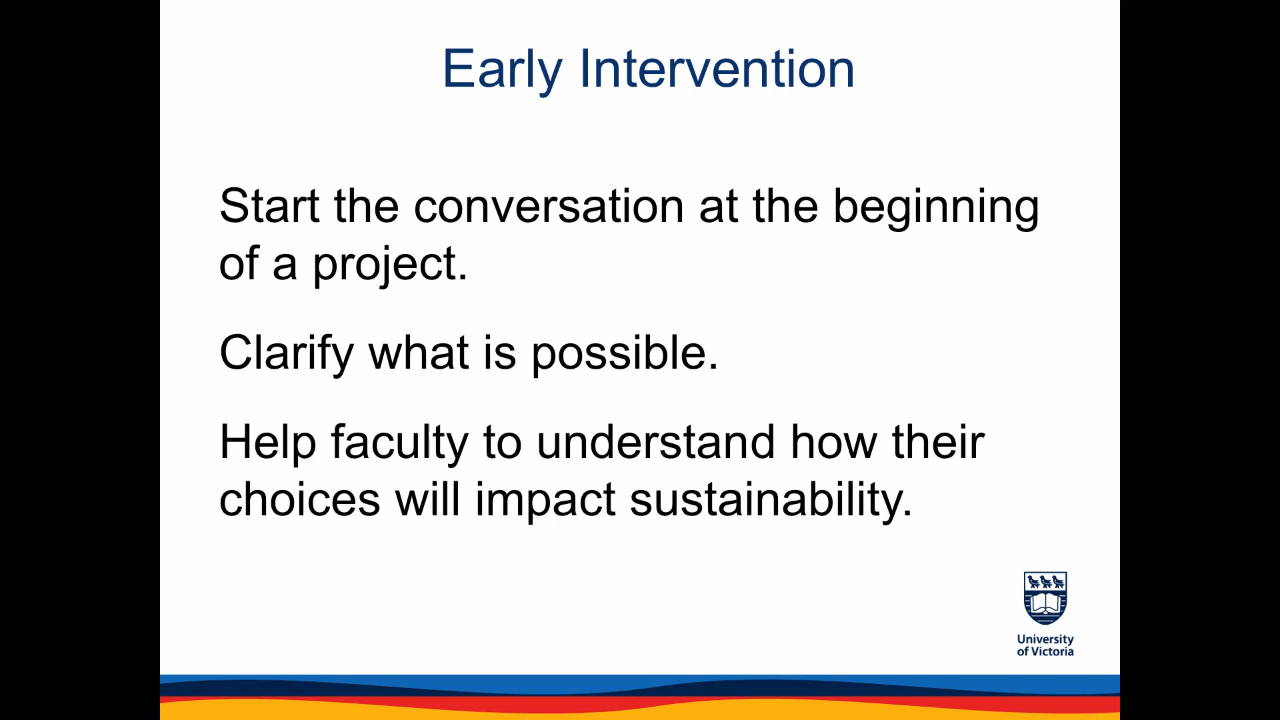 Early Intervention
Start the conversation at the beginning
of a project.
Clarify what is possible.
Help faculty to understand how their
choices will impact sustainability.
University
of Victoria